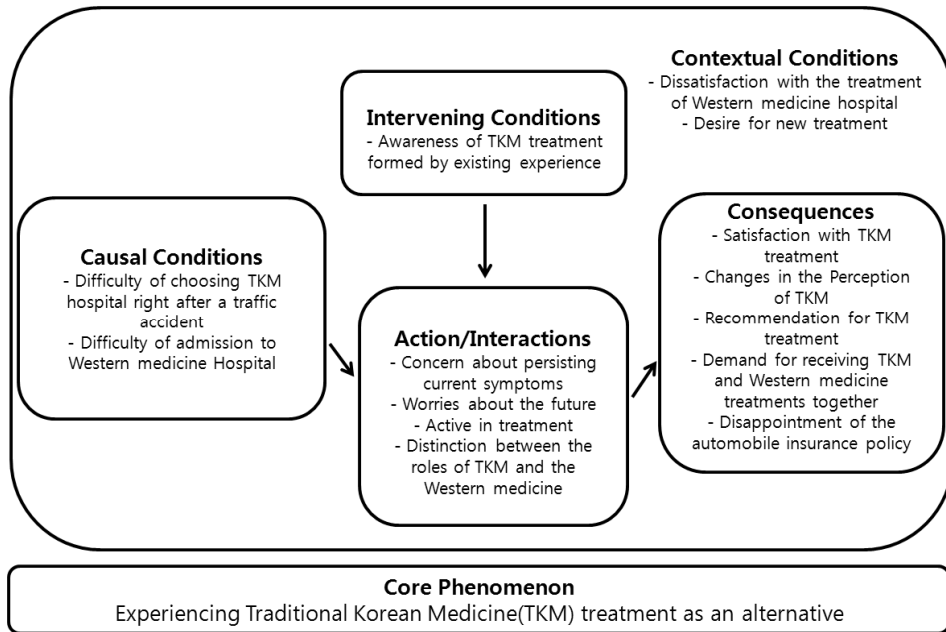 Contextual Conditions
- Dissatisfaction with the treatment
of Western medicine hospital
- Desire for new treatment
Intervening Conditions
- Awareness of TKM treatment
formed by existing experience
Causal Conditions
- Difficulty of choosing TKM
hospital right after a traffic
accident
- Difficulty of admission to
Western medicine Hospital
Action/Interactions
- Concern about persisting
current symptoms
- Worries about the future
- Active in treatment
- Distinction between the
roles of TKM and the
Western medicine
Consequences
- Satisfaction with TKM
treatment
- Changes in the Perception
of TKM
- Recommendation for TKM
treatment
- Demand for receiving TKM
and Western medicine
treatments together
- Disappointment of the
automobile insurance policy
Core Phenomenon
Experiencing Traditional Korean Medicine(TKM) treatment as an alternative